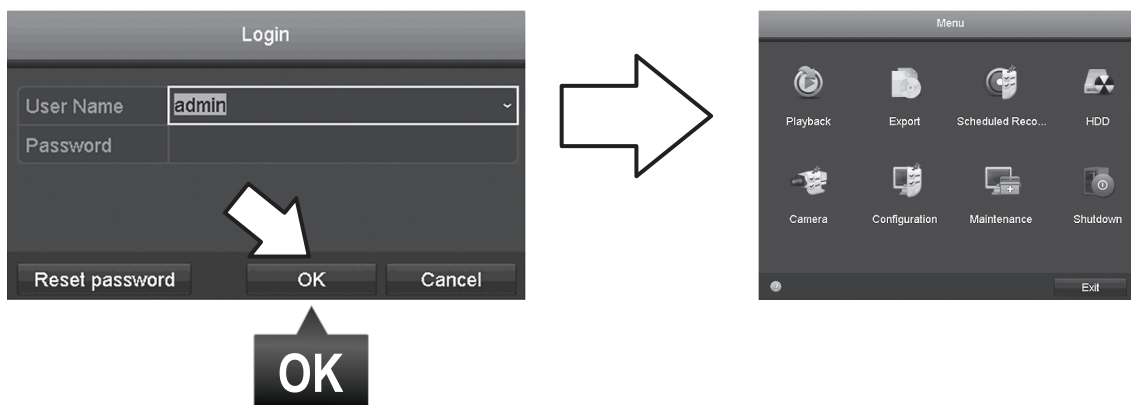 Login
User Name admin
Password
Reset password OK Cancel
OK
Menu
Playback Export Scheduled Reco... HDD
Camera Configuration Maintenance Shutdown
Exit